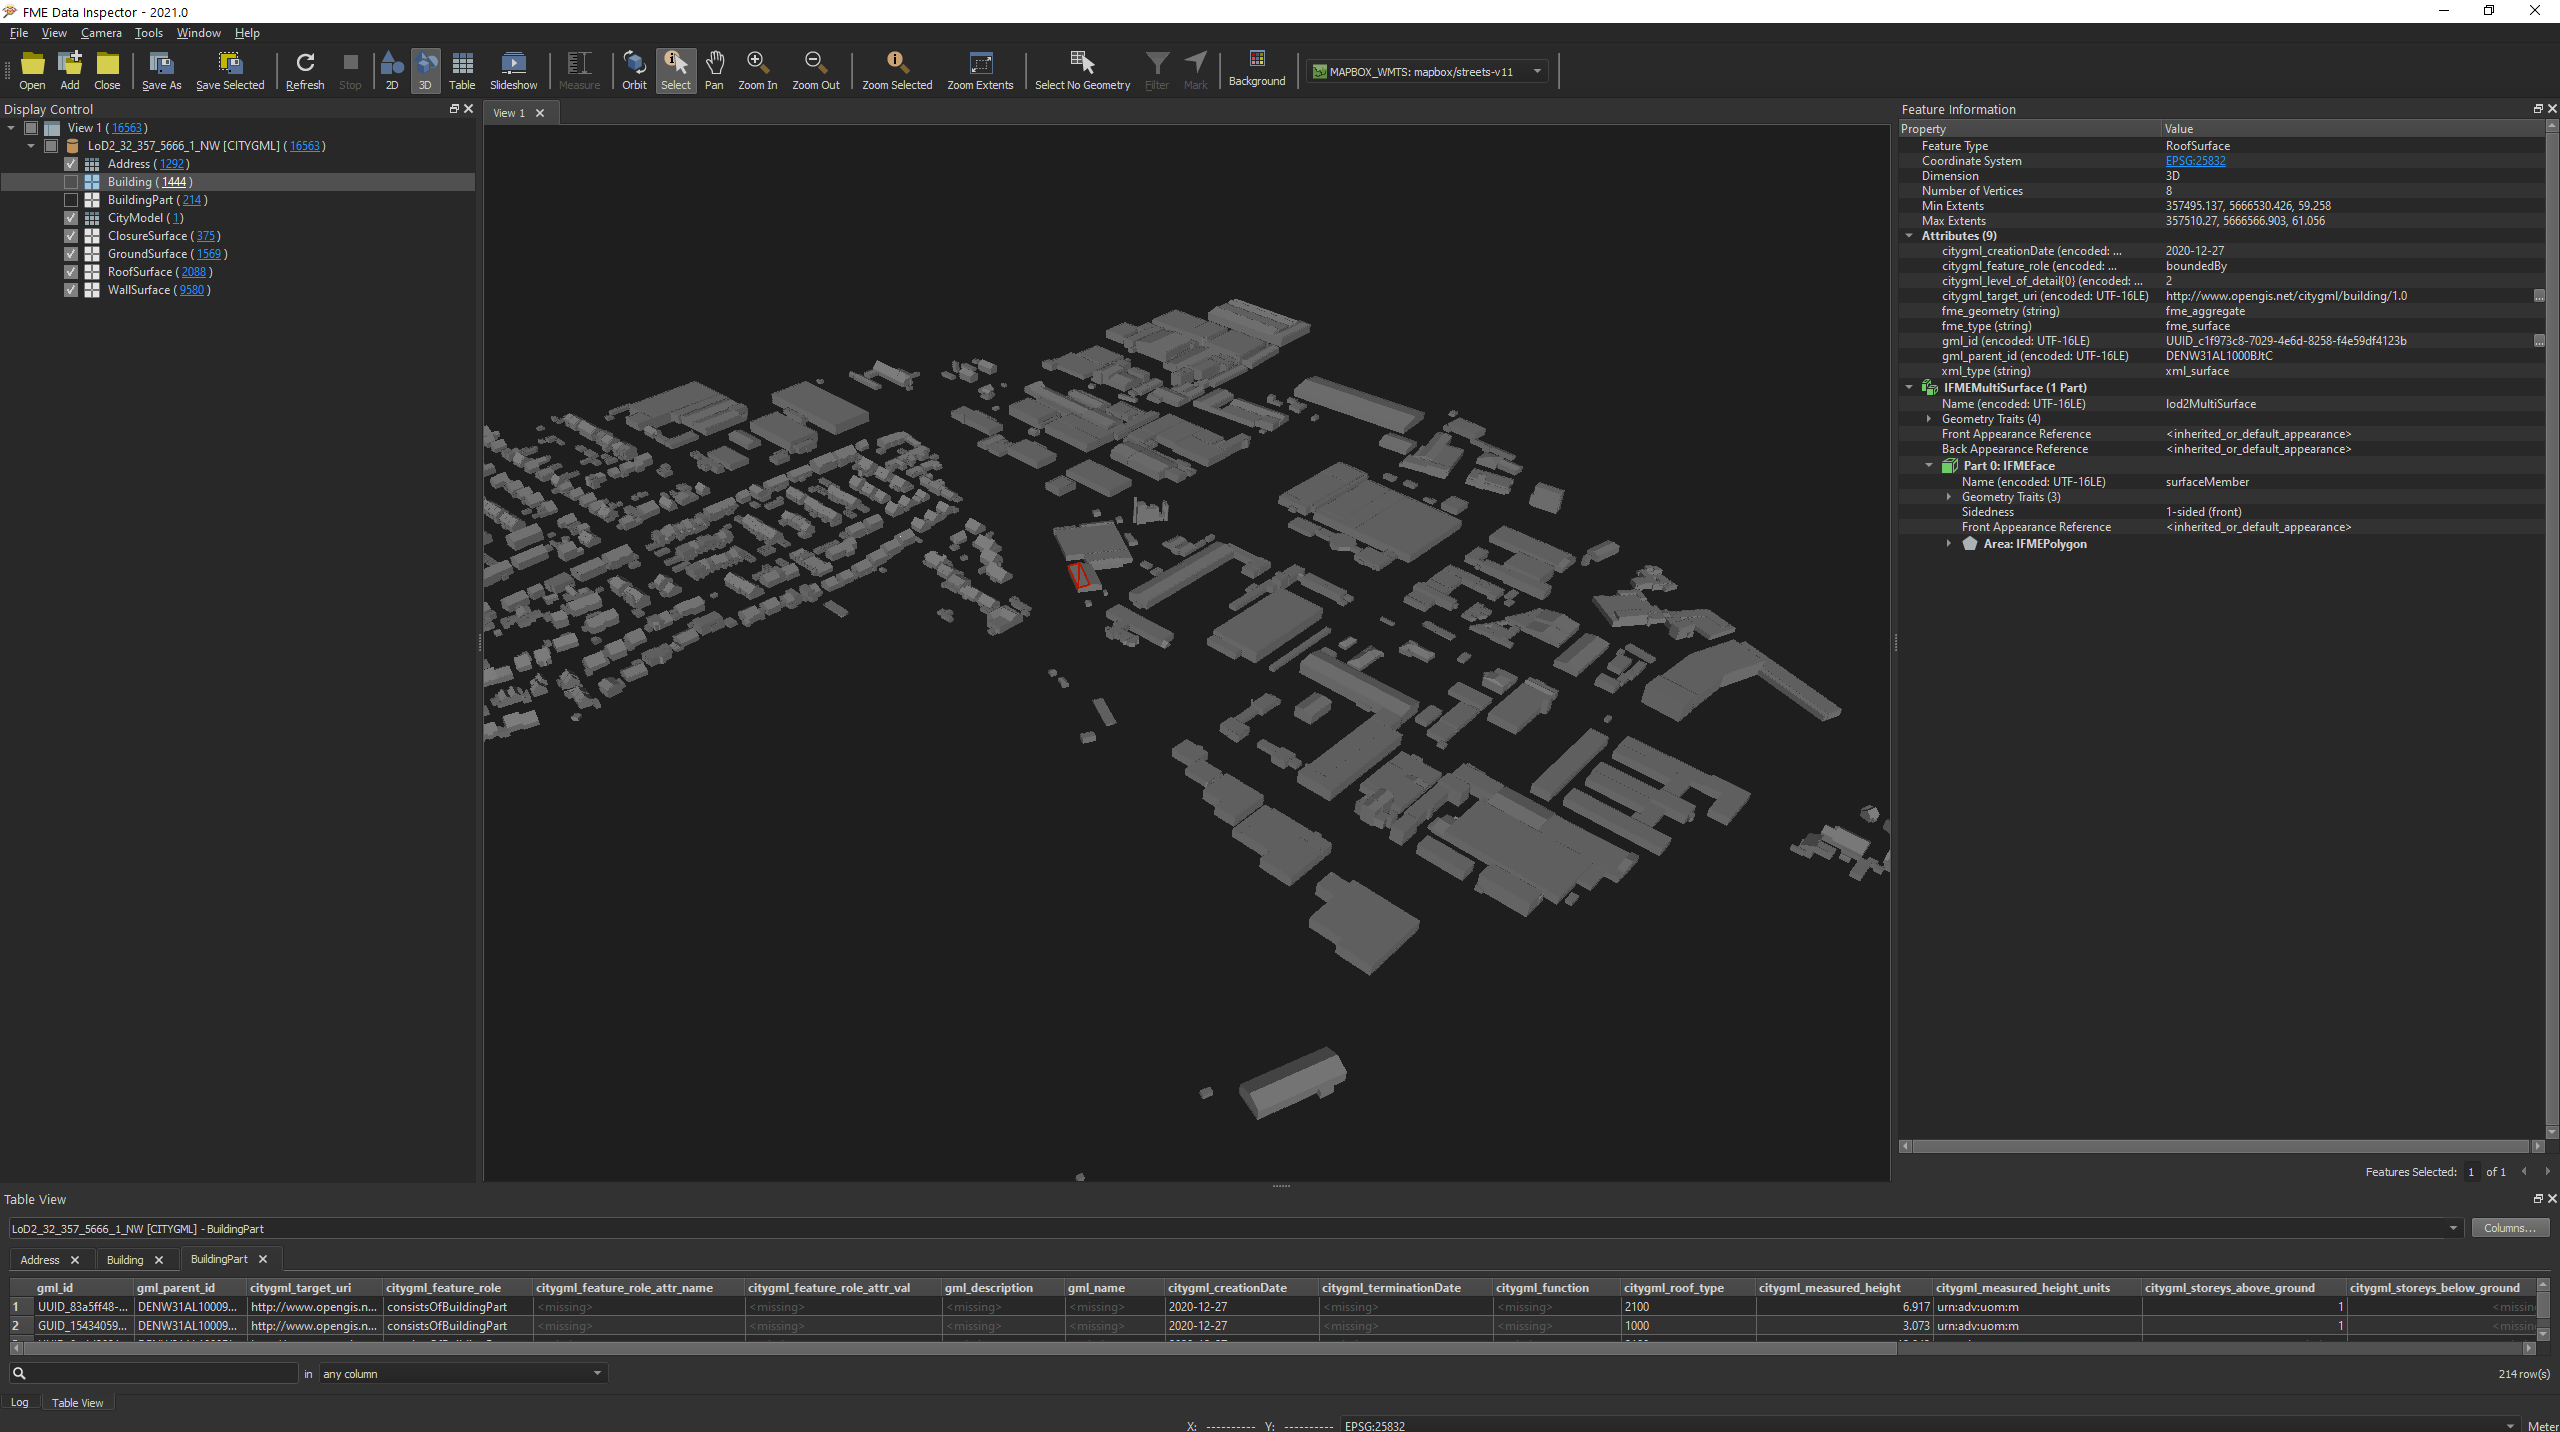 FME Data Inspector - 2021.0
File View Camera Tools Window Help
Open Add Close Save As Save Selected Refresh Stop 2D 3D Table Slideshow Measure Orbit Select Pan Zoom In Zoom Out Zoom Selected Zoom Extents Select No Geometry Filter Mark Background MAPBOX_WMTS: mapbox/streets-v11
Display Control
View 1 (16563)
LoD2_32_357_5666_1_NW [CITYGML] (16563)
Address (1292)
Building (1444)
BuildingPart (214)
CityModel (1)
ClosureSurface (375)
GroundSurface (1569)
RoofSurface (2088)
WallSurface (9580)
View 1
Feature Information
Property Value
Feature Type RoofSurface
Coordinate System EPSG:25832
Dimension 3D
Number of Vertices 8
Min Extents 357495.137, 5666530.426, 59.258
Max Extents 357510.27, 5666566.903, 61.056
Attributes (9)
citygml_creationDate (encoded: ... 2020-12-27
citygml_feature_role (encoded: ... boundedBy
citygml_level_of_detail{0} (encoded: ... 2
citygml_target_uri (encoded: UTF-16LE) http://www.opengis.net/citygml/building/1.0 ...
fme_geometry (string) fme_aggregate
fme_type (string) fme_surface
gml_id (encoded: UTF-16LE) UUID_c1f973c8-7029-4e6d-8258-f4e59df4123b ...
gml_parent_id (encoded: UTF-16LE) DENW31AL1000BJtC
xml_type (string) xml_surface
IFMEMultiSurface (1 Part)
Name (encoded: UTF-16LE) lod2MultiSurface
Geometry Traits (4)
Front Appearance Reference <inherited_or_default_appearance>
Back Appearance Reference <inherited_or_default_appearance>
Part 0: IFMEFace
Name (encoded: UTF-16LE) surfaceMember
Geometry Traits (3)
Sidedness 1-sided (front)
Front Appearance Reference <inherited_or_default_appearance>
Area: IFMEPolygon
Features Selected: 1 of 1
Table View
LoD2_32_357_5666_1_NW [CITYGML] - BuildingPart Columns...
Address Building BuildingPart
gml_id gml_parent_id citygml_target_uri citygml_feature_role citygml_feature_role_attr_name citygml_feature_role_attr_val gml_description gml_name citygml_creationDate citygml_terminationDate citygml_function citygml_roof_type citygml_measured_height citygml_measured_height_units citygml_storeys_above_ground citygml_storeys_below_ground
1 UUID_83a5ff48-... DENW31AL10009... http://www.opengis.n... consistsOfBuildingPart <missing> <missing> <missing> <missing> 2020-12-27 <missing> <missing> 2100 6.917 urn:adv:uom:m 1 <missin
2 GUID_15434059... DENW31AL10009... http://www.opengis.n... consistsOfBuildingPart <missing> <missing> <missing> <missing> 2020-12-27 <missing> <missing> 1000 3.073 urn:adv:uom:m 1 <missin
in any column 214 row(s)
Log Table View
X: ---------- Y: ---------- EPSG:25832 Meter